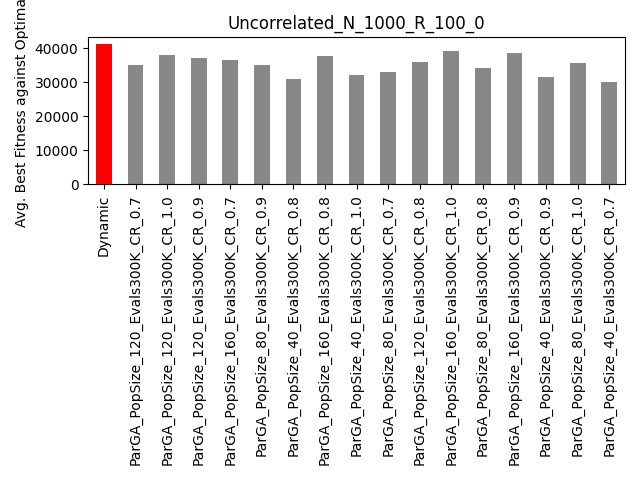 Uncorrelated_N_1000_R_100_0
Avg. Best Fitness against Optima
40000
30000
20000
10000
0
Dynamic
ParGA_PopSize_120_Evals300K_CR_0.7
ParGA_PopSize_120_Evals300K_CR_1.0
ParGA_PopSize_120_Evals300K_CR_0.9
ParGA_PopSize_160_Evals300K_CR_0.7
ParGA_PopSize_80_Evals300K_CR_0.9
ParGA_PopSize_40_Evals300K_CR_0.8
ParGA_PopSize_160_Evals300K_CR_0.8
ParGA_PopSize_40_Evals300K_CR_1.0
ParGA_PopSize_80_Evals300K_CR_0.7
ParGA_PopSize_120_Evals300K_CR_0.8
ParGA_PopSize_160_Evals300K_CR_1.0
ParGA_PopSize_80_Evals300K_CR_0.8
ParGA_PopSize_160_Evals300K_CR_0.9
ParGA_PopSize_40_Evals300K_CR_0.9
ParGA_PopSize_80_Evals300K_CR_1.0
ParGA_PopSize_40_Evals300K_CR_0.7